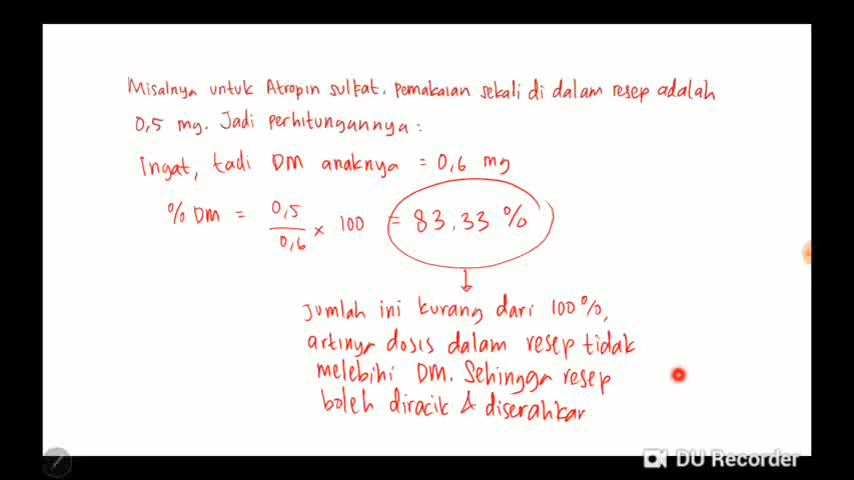 Misalnya untuk Atropin sulfat. pemakaian sekali di dalam resep adalah
0,5 mg. Jadi perhitungannya :
Ingat, tadi DM anaknya = 0,6 mg
% DM = 0,5 / 0,6 × 100 = 83,33 %
Jumlah ini kurang dari 100%,
artinya dosis dalam resep tidak
melebihi DM. Sehingga resep
boleh diracik & diserahkan
DU Recorder